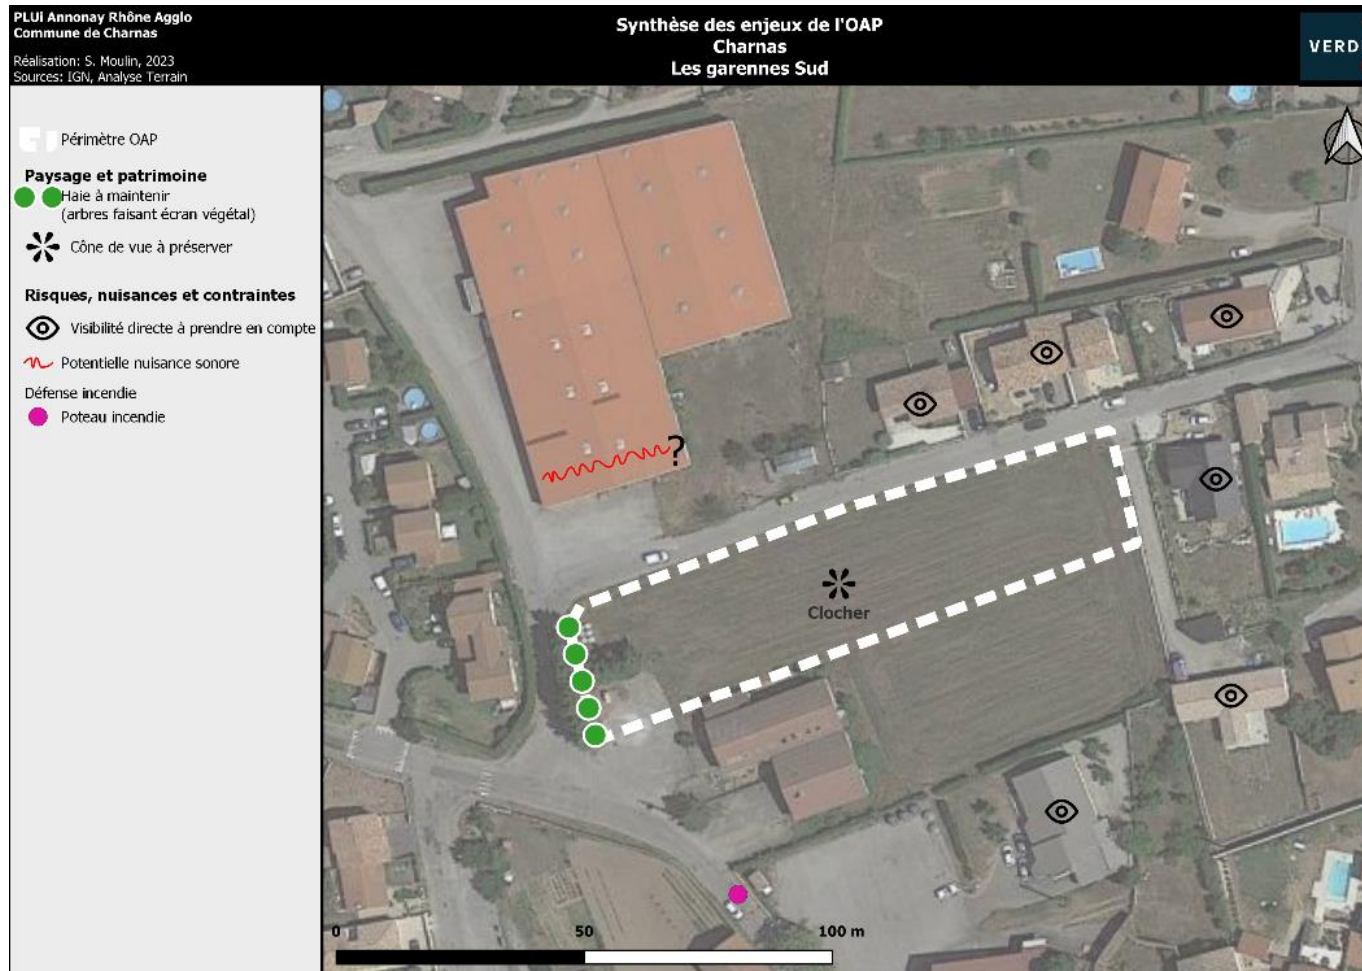 PLUi Annonay Rhône Agglo
Commune de Charnas
Réalisation: S. Moulin, 2023
Sources: IGN, Analyse Terrain
Synthèse des enjeux de l'OAP
Charnas
Les garennes Sud
VERD
Périmètre OAP
Paysage et patrimoine
Haie à maintenir
(arbres faisant écran végétal)
Cône de vue à préserver
Risques, nuisances et contraintes
Visibilité directe à prendre en compte
Potentielle nuisance sonore
Défense incendie
Poteau incendie
?
Clocher
0 50 100 m